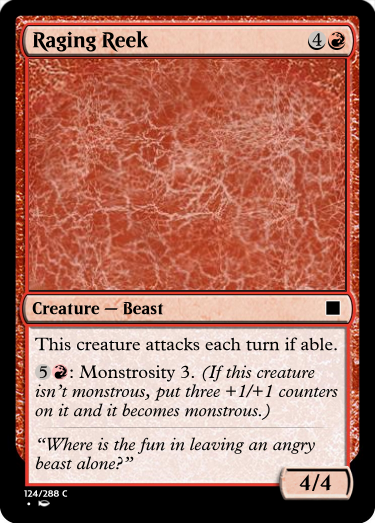 Raging Reek 4
Creature — Beast
This creature attacks each turn if able.
5 : Monstrosity 3. (If this creature
isn't monstrous, put three +1/+1 counters
on it and it becomes monstrous.)
“Where is the fun in leaving an angry
beast alone?”
4/4
124/288 C